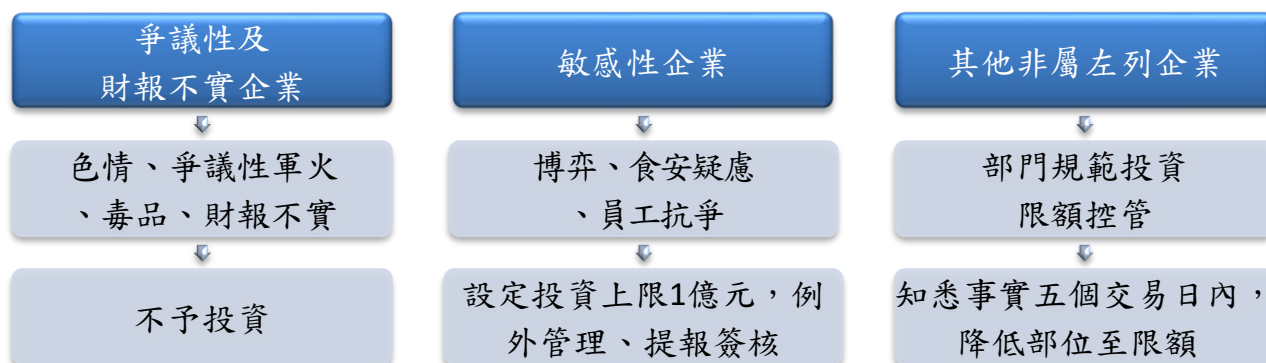 爭議性及
財報不實企業
色情、爭議性軍火
、毒品、財報不實
不予投資
敏感性企業
博弈、食安疑慮
、員工抗爭
設定投資上限1億元，例
外管理、提報簽核
其他非屬左列企業
部門規範投資
限額控管
知悉事實五個交易日內，
降低部位至限額